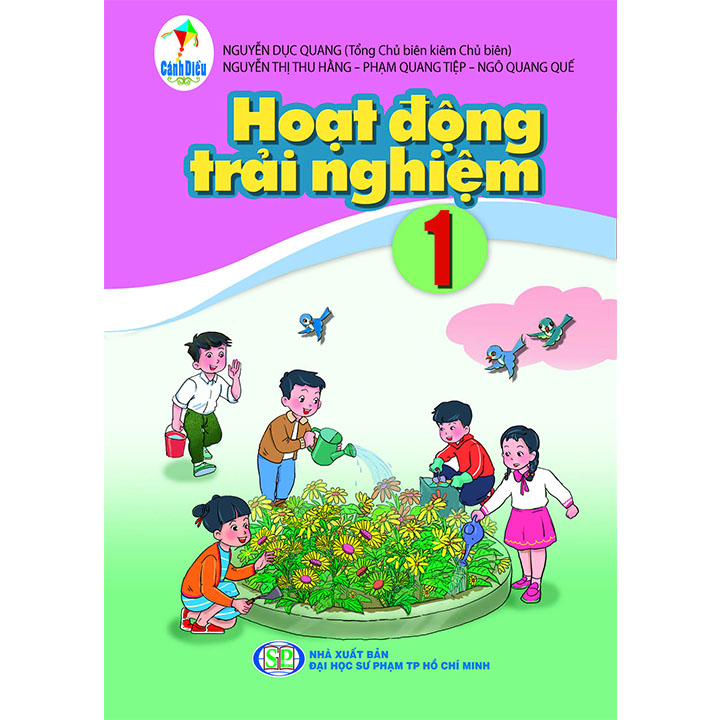 NGUYỄN DỤC QUANG (Tổng Chủ biên kiêm Chủ biên)
NGUYỄN THỊ THU HẰNG – PHẠM QUANG TIỆP – NGÔ QUANG QUẾ
Cánh Diều
Hoạt động
trải nghiệm
1
SP
NHÀ XUẤT BẢN
ĐẠI HỌC SƯ PHẠM TP HỒ CHÍ MINH